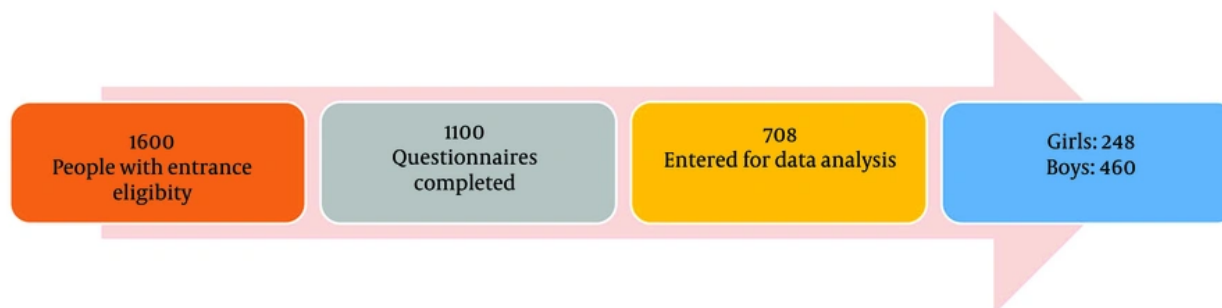 1600
People with entrance
eligibity
1100
Questionnaires
completed
708
Entered for data analysis
Girls: 248
Boys: 460